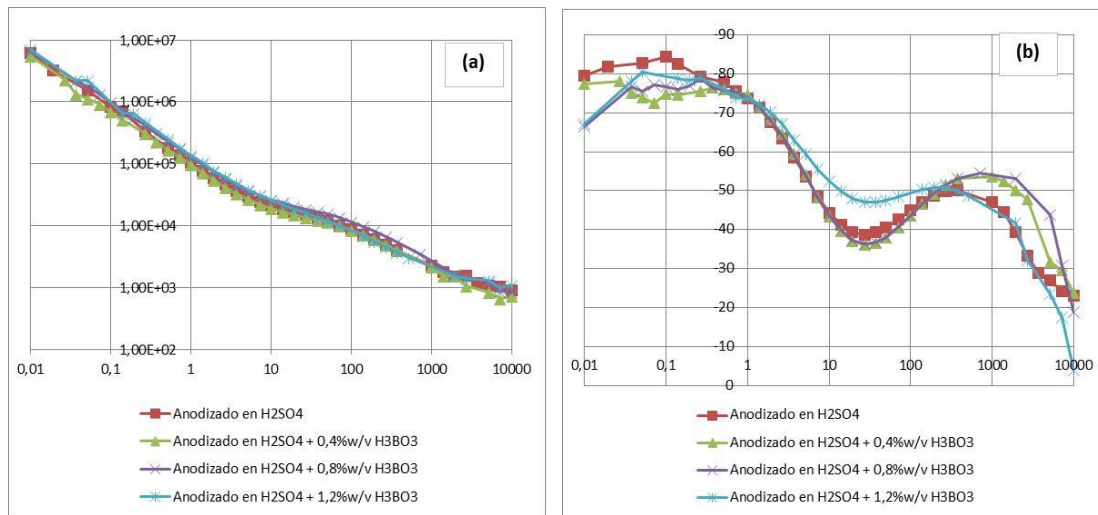 (a)
1,00E+07
1,00E+06
1,00E+05
1,00E+04
1,00E+03
1,00E+02
0,01 0,1 1 10 100 1000 10000
Anodizado en H2SO4
Anodizado en H2SO4 + 0,4%w/v H3BO3
Anodizado en H2SO4 + 0,8%w/v H3BO3
Anodizado en H2SO4 + 1,2%w/v H3BO3
(b)
-90
-80
-70
-60
-50
-40
-30
-20
-10
0
0,01 0,1 1 10 100 1000 10000
Anodizado en H2SO4
Anodizado en H2SO4 + 0,4%w/v H3BO3
Anodizado en H2SO4 + 0,8%w/v H3BO3
Anodizado en H2SO4 + 1,2%w/v H3BO3